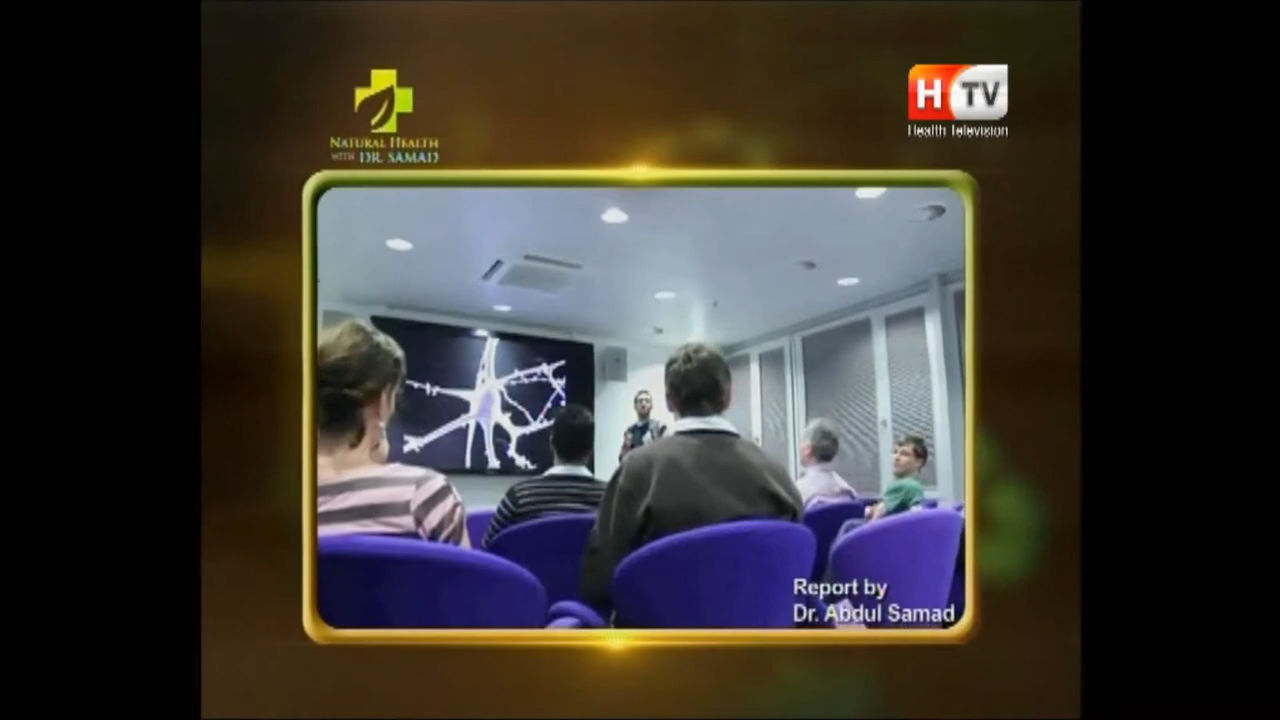 NATURAL HEALTH
WITH DR. SAMAD
H TV
Health Television
Report by
Dr. Abdul Samad